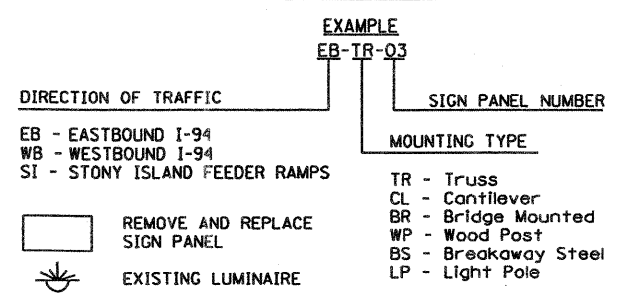 EXAMPLE
EB-TR-03
DIRECTION OF TRAFFIC
EB - EASTBOUND I-94
WB - WESTBOUND I-94
SI - STONY ISLAND FEEDER RAMPS
SIGN PANEL NUMBER
MOUNTING TYPE
TR - Truss
CL - Cantilever
BR - Bridge Mounted
WP - Wood Post
BS - Breakaway Steel
LP - Light Pole
REMOVE AND REPLACE
SIGN PANEL
EXISTING LUMINAIRE